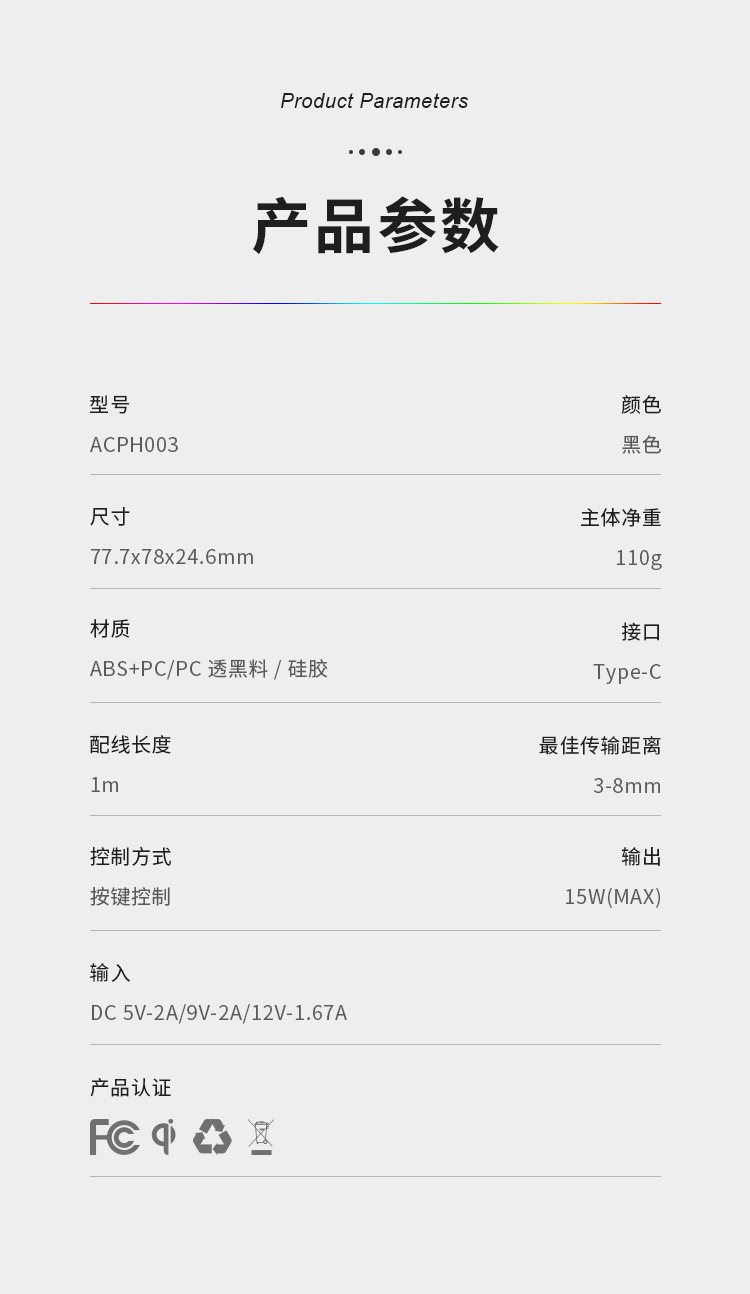 Product Parameters
产品参数
型号
颜色
ACPH003
黑色
尺寸
主体净重
77.7x78x24.6mm
110g
材质
接口
ABS+PC/PC 透黑料 / 硅胶
Type-C
配线长度
最佳传输距离
1m
3-8mm
控制方式
输出
按键控制
15W(MAX)
输入
DC 5V-2A/9V-2A/12V-1.67A
产品认证
FC qi